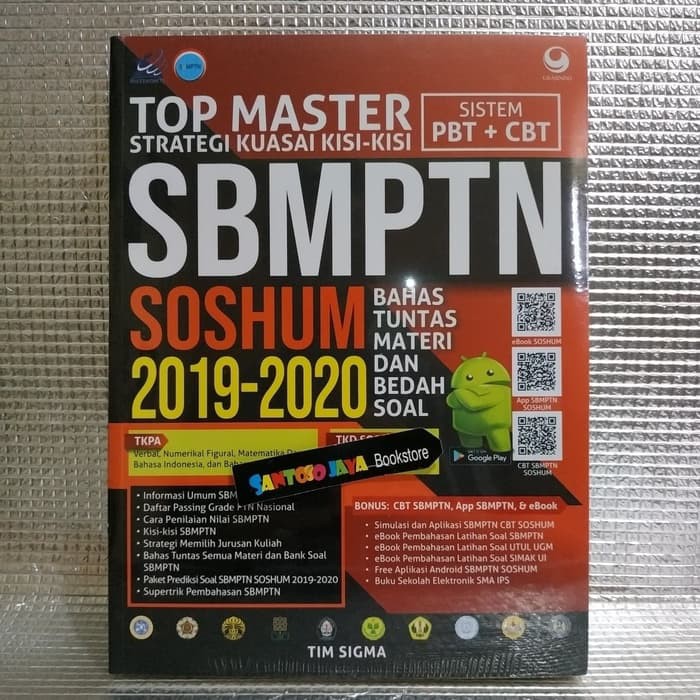 TOP MASTER
STRATEGI KUASAI KISI-KISI
SISTEM
PBT + CBT
SBMPTN
SOSHUM
2019-2020
BAHAS
TUNTAS
MATERI
DAN
BEDAH
SOAL
eBook SOSHUM
App SBMPTN
SOSHUM
CBT SBMPTN
SOSHUM
Google Play
TKPA
Verbal, Numerikal Figural, Matematika
Bahasa Indonesia, dan
TKD
SANTOSO JAYA Bookstore
• Informasi Umum
• Daftar Passing Grade PTN Nasional
• Cara Penilaian Nilai SBMPTN
• Kisi-kisi SBMPTN
• Strategi Memilih Jurusan Kuliah
• Bahas Tuntas Semua Materi dan Bank Soal
SBMPTN
• Paket Prediksi Soal SBMPTN SOSHUM 2019-2020
• Supertrik Pembahasan SBMPTN
BONUS: CBT SBMPTN, App SBMPTN, & eBook
• Simulasi dan Aplikasi SBMPTN CBT SOSHUM
• eBook Pembahasan Latihan Soal SBMPTN
• eBook Pembahasan Latihan Soal UTUL UGM
• eBook Pembahasan Latihan Soal SIMAK UI
• Free Aplikasi Android SBMPTN SOSHUM
• Buku Sekolah Elektronik SMA IPS
TIM SIGMA